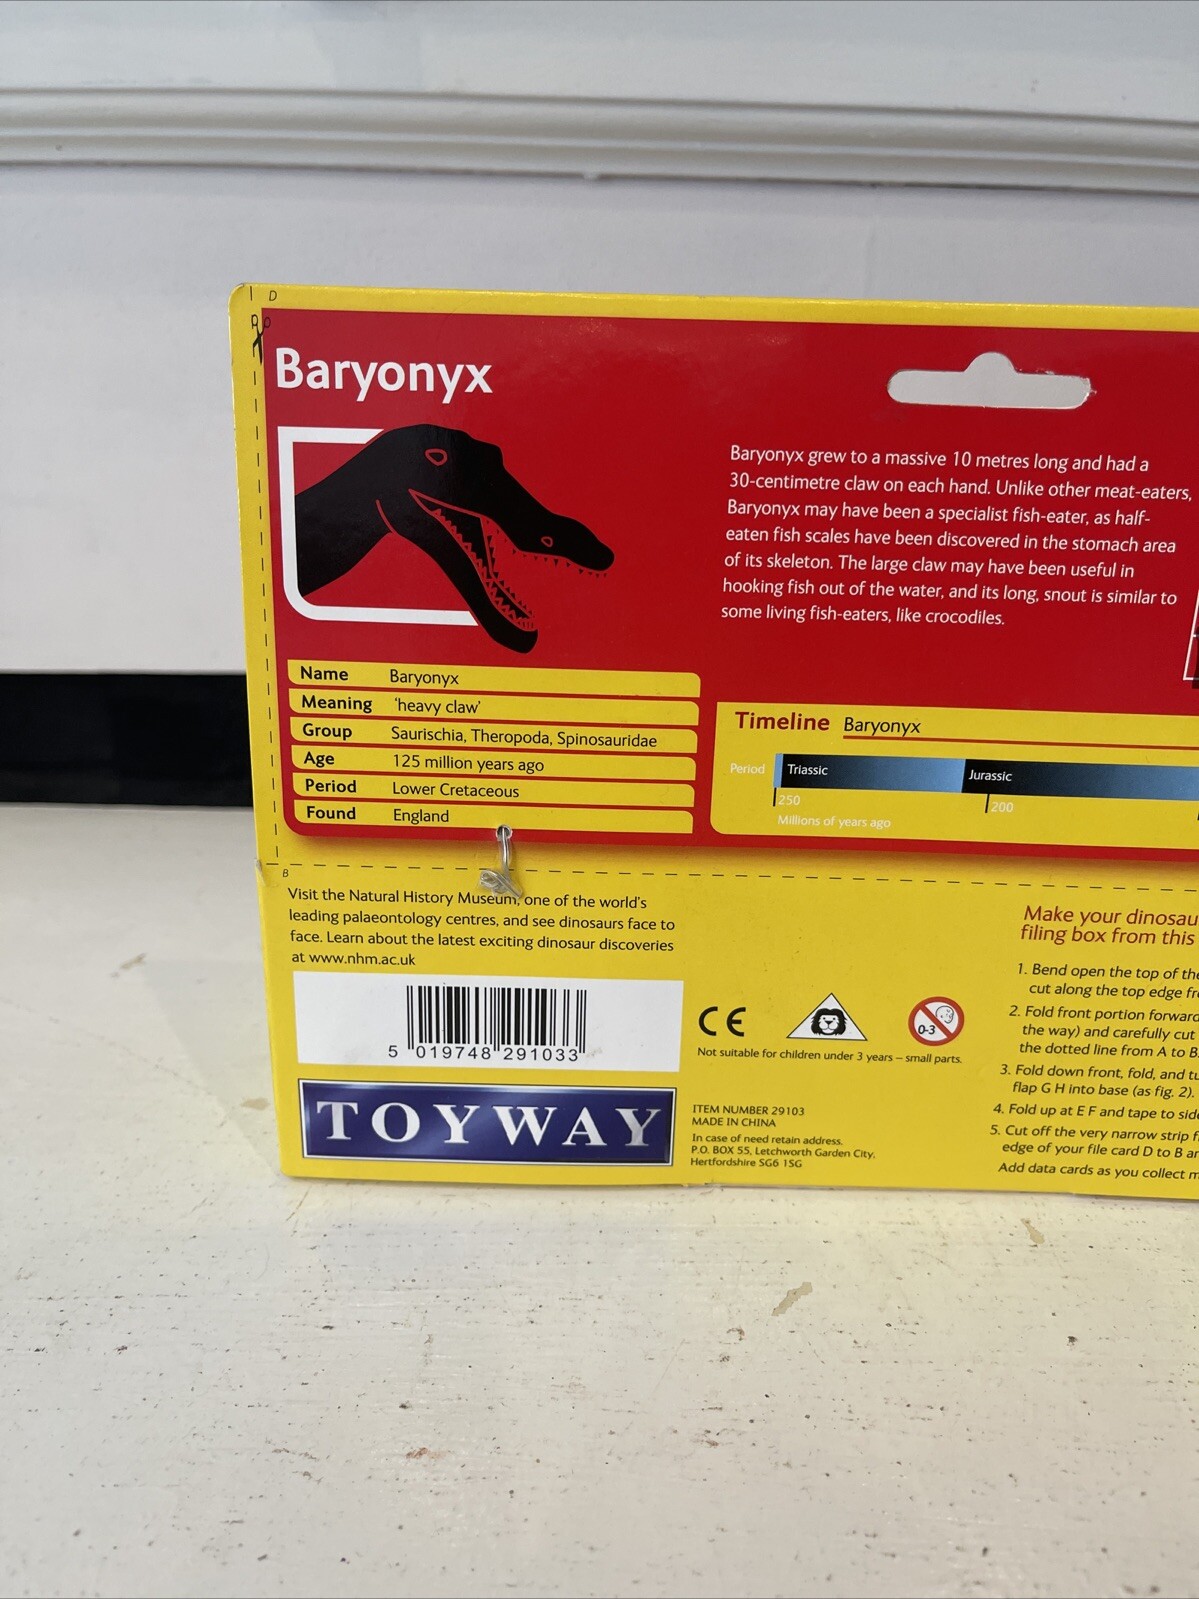 D
Baryonyx
Baryonyx grew to a massive 10 metres long and had a
30-centimetre claw on each hand. Unlike other meat-eaters,
Baryonyx may have been a specialist fish-eater, as half-
eaten fish scales have been discovered in the stomach area
of its skeleton. The large claw may have been useful in
hooking fish out of the water, and its long, snout is similar to
some living fish-eaters, like crocodiles.
Name Baryonyx
Meaning 'heavy claw'
Group Saurischia, Theropoda, Spinosauridae
Age 125 million years ago
Period Lower Cretaceous
Found England
Timeline Baryonyx
Period Triassic Jurassic
250 200
Millions of years ago
B
Visit the Natural History Museum, one of the world's
leading palaeontology centres, and see dinosaurs face to
face. Learn about the latest exciting dinosaur discoveries
at www.nhm.ac.uk
5 019748 291033
TOYWAY
CE
0-3
Not suitable for children under 3 years – small parts.
ITEM NUMBER 29103
MADE IN CHINA
In case of need retain address.
P.O. BOX 55, Letchworth Garden City,
Hertfordshire SG6 1SG
Make your dinosau
filing box from this
1. Bend open the top of the
cut along the top edge fr
2. Fold front portion forward
the way) and carefully cut
the dotted line from A to B
3. Fold down front, fold, and tu
flap G H into base (as fig. 2).
4. Fold up at E F and tape to side
5. Cut off the very narrow strip f
edge of your file card D to B an
Add data cards as you collect m